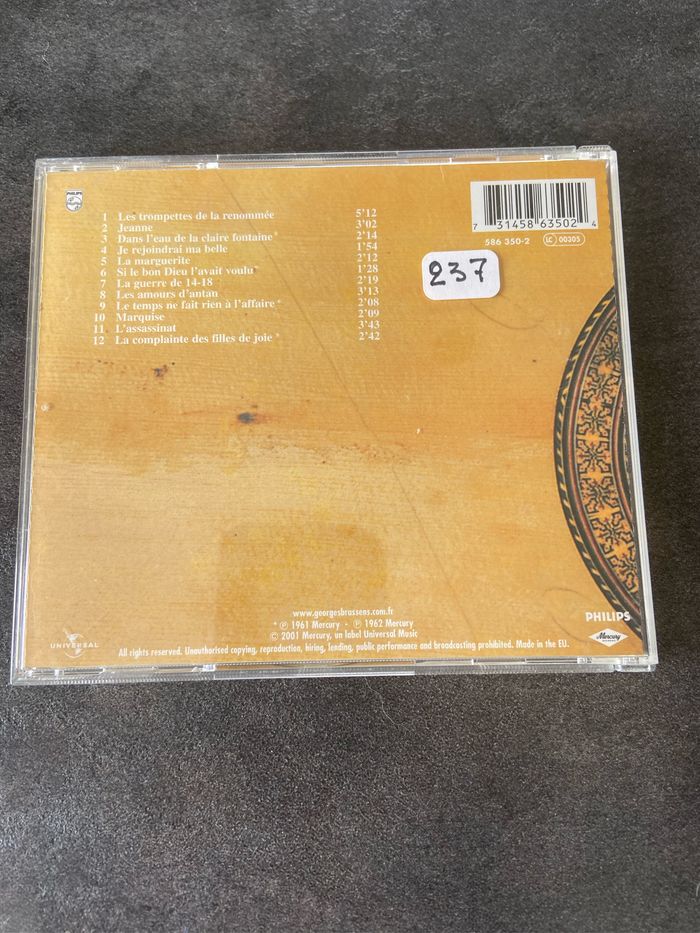 PHILIPS
1 Les trompettes de la renommée 5'12
2 Jeanne 3'02
3 Dans l'eau de la claire fontaine* 2'14
4 Je rejoindrai ma belle 1'54
5 La marguerite 2'12
6 Si le bon Dieu l'avait voulu* 1'28
7 La guerre de 14-18 2'19
8 Les amours d'antan 3'13
9 Le temps ne fait rien à l'affaire* 2'08
10 Marquise 2'09
11 L'assassinat 3'43
12 La complainte des filles de joie* 2'42
7 31458 63502 4
586 350-2 LC 00305
237
www.georgesbrassens.com.fr
* ℗ 1961 Mercury - ℗ 1962 Mercury
© 2001 Mercury, un label Universal Music
All rights reserved. Unauthorised copying, reproduction, hiring, lending, public performance and broadcasting prohibited. Made in the EU.
UNIVERSAL
PHILIPS
Mercury